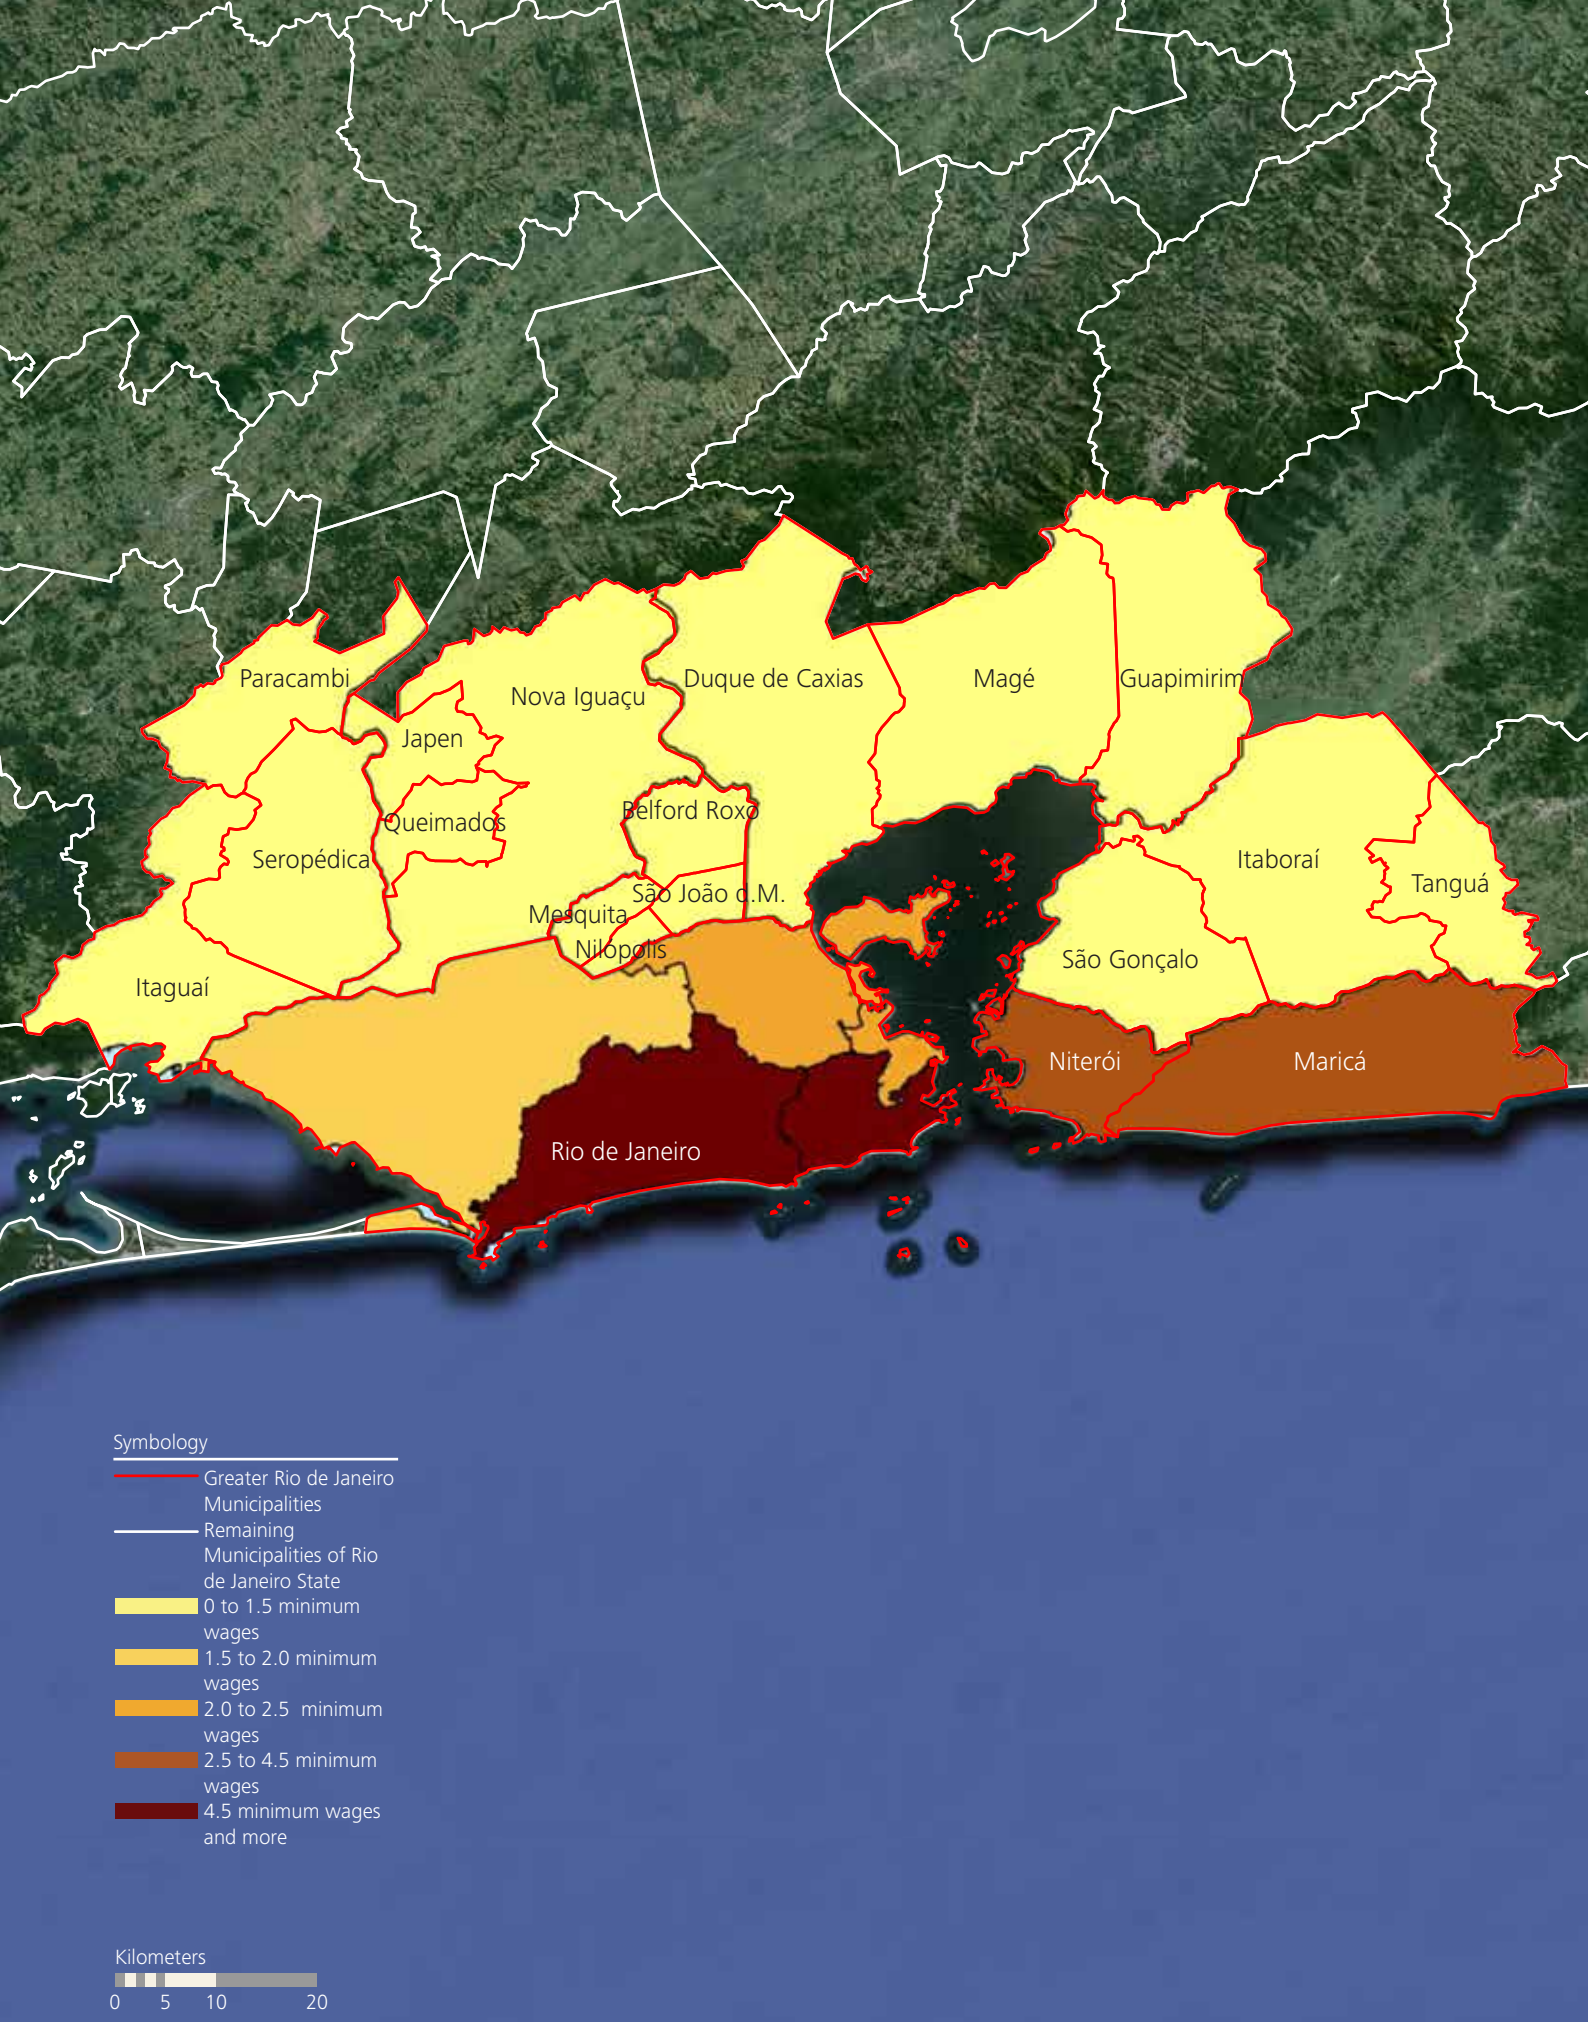 Paracambi
Nova Iguaçu
Duque de Caxias
Magé
Guapimirim
Japen
Queimados
Belford Roxo
Seropédica
Itaboraí
Tanguá
São João d.M.
Mesquita
Nilópolis
São Gonçalo
Itaguaí
Niterói
Maricá
Rio de Janeiro
Symbology
Greater Rio de Janeiro
Municipalities
Remaining
Municipalities of Rio
de Janeiro State
0 to 1.5 minimum
wages
1.5 to 2.0 minimum
wages
2.0 to 2.5 minimum
wages
2.5 to 4.5 minimum
wages
4.5 minimum wages
and more
Kilometers
0 5 10 20